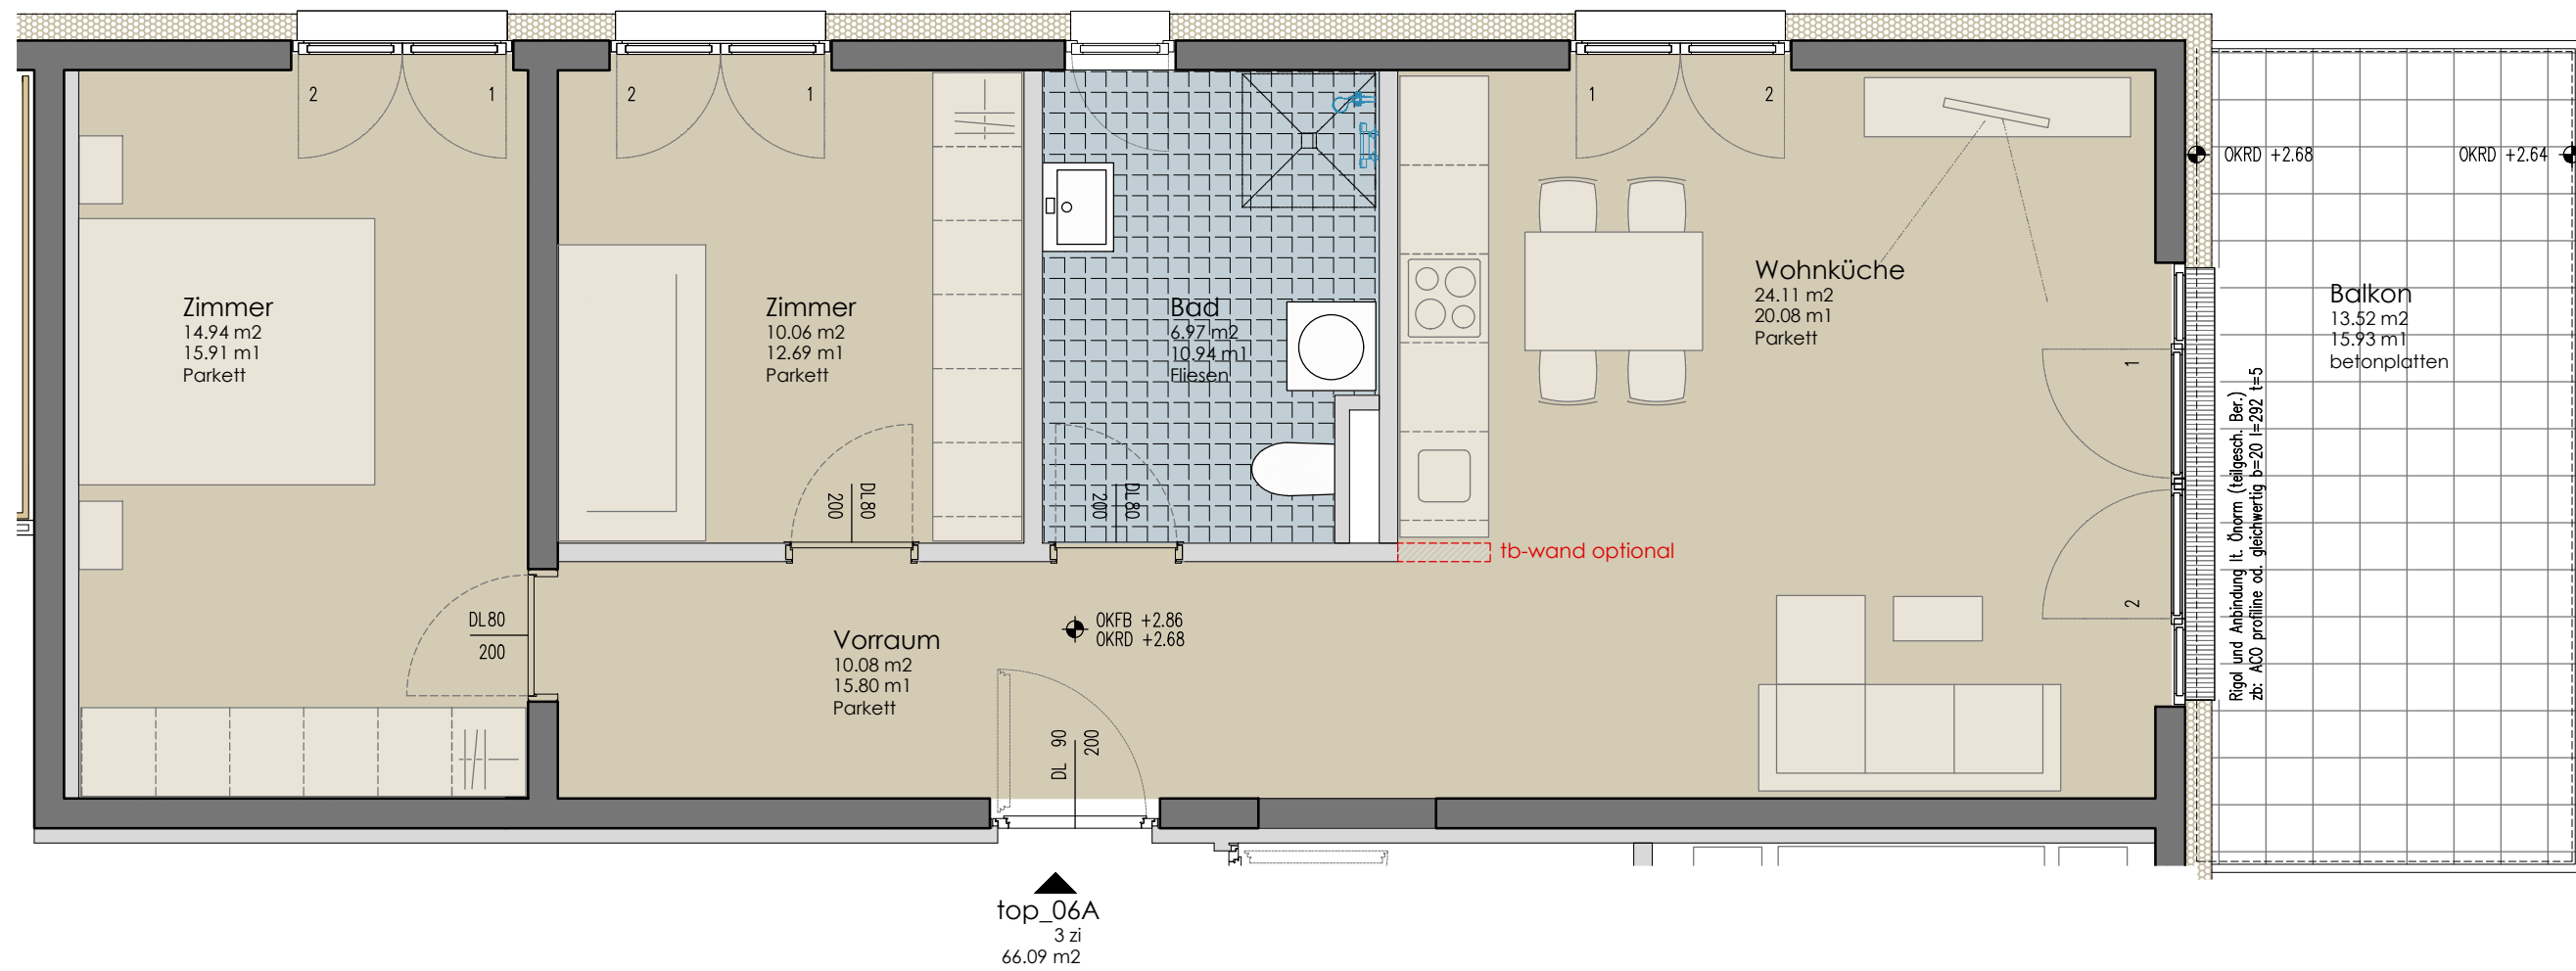 2
1
2
1
1
2
OKRD +2.68
OKRD +2.64
Zimmer
14.94 m2
15.91 m1
Parkett
Zimmer
10.06 m2
12.69 m1
Parkett
Bad
6.97 m2
10.94 m1
Fliesen
Wohnküche
24.11 m2
20.08 m1
Parkett
Balkon
13.52 m2
15.93 m1
betonplatten
1
2
Rigol und Anbindung lt. Önorm (teilgesch. Ber.)
zb: ACO profiline od. gleichwertig b=20 l=292 t=5
DL80
200
DL80
200
tb-wand optional
DL80
200
OKFB +2.86
OKRD +2.68
Vorraum
10.08 m2
15.80 m1
Parkett
DL 90
200
top_06A
3 zi
66.09 m2